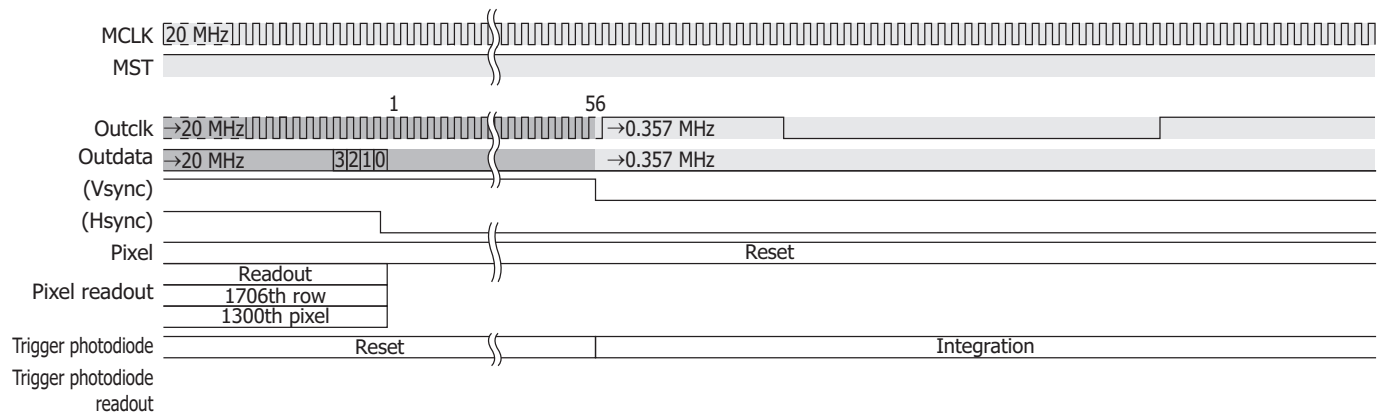 MCLK 20 MHz
MST
1 56
Outclk →20 MHz →0.357 MHz
Outdata →20 MHz 3 2 1 0 →0.357 MHz
(Vsync)
(Hsync)
Pixel Reset
Pixel readout
Readout
1706th row
1300th pixel
Trigger photodiode Reset Integration
Trigger photodiode
readout